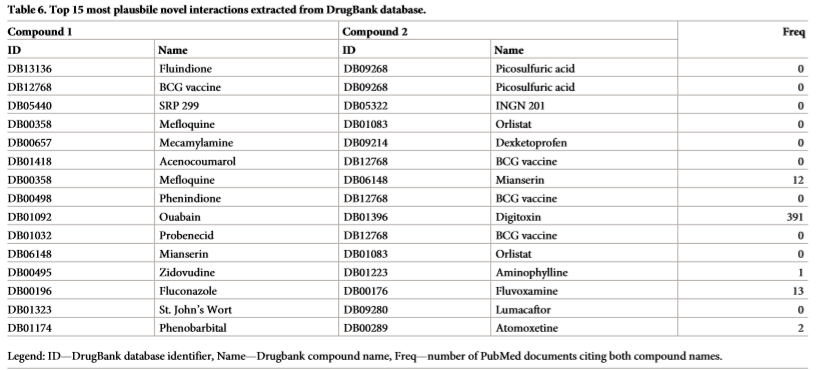 Table 6. Top 15 most plausbile novel interactions extracted from DrugBank database.
Compound 1 Compound 2 Freq
ID Name ID Name
DB13136 Fluindione DB09268 Picosulfuric acid 0
DB12768 BCG vaccine DB09268 Picosulfuric acid 0
DB05440 SRP 299 DB05322 INGN 201 0
DB00358 Mefloquine DB01083 Orlistat 0
DB00657 Mecamylamine DB09214 Dexketoprofen 0
DB01418 Acenocoumarol DB12768 BCG vaccine 0
DB00358 Mefloquine DB06148 Mianserin 12
DB00498 Phenindione DB12768 BCG vaccine 0
DB01092 Ouabain DB01396 Digitoxin 391
DB01032 Probenecid DB12768 BCG vaccine 0
DB06148 Mianserin DB01083 Orlistat 0
DB00495 Zidovudine DB01223 Aminophylline 1
DB00196 Fluconazole DB00176 Fluvoxamine 13
DB01323 St. John's Wort DB09280 Lumacaftor 0
DB01174 Phenobarbital DB00289 Atomoxetine 2
Legend: ID—DrugBank database identifier, Name—Drugbank compound name, Freq—number of PubMed documents citing both compound names.